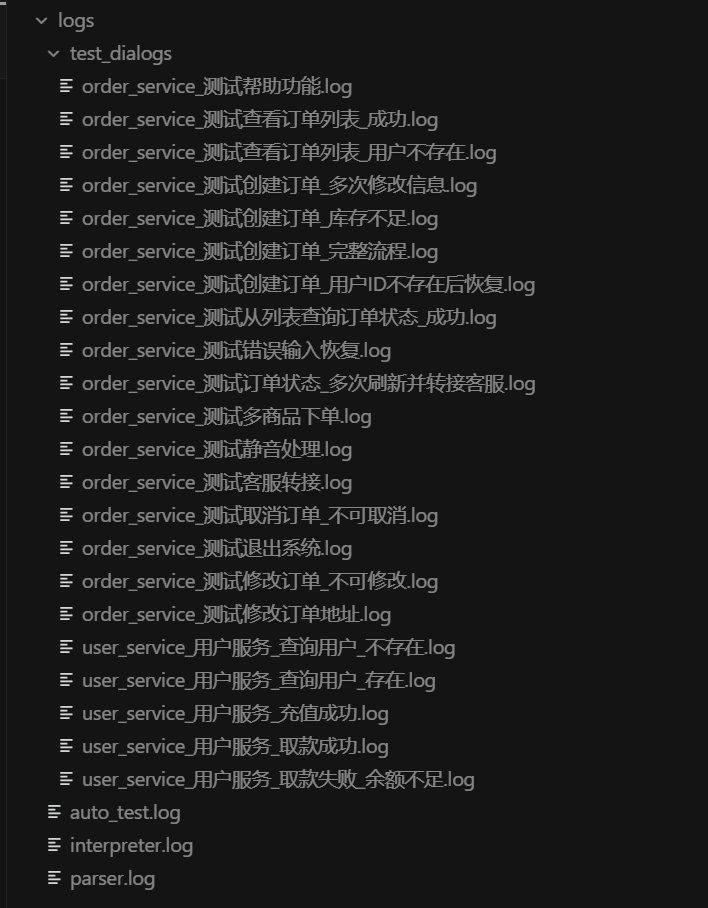 logs
test_dialogs
order_service_测试帮助功能.log
order_service_测试查看订单列表_成功.log
order_service_测试查看订单列表_用户不存在.log
order_service_测试创建订单_多次修改信息.log
order_service_测试创建订单_库存不足.log
order_service_测试创建订单_完整流程.log
order_service_测试创建订单_用户ID不存在后恢复.log
order_service_测试从列表查询订单状态_成功.log
order_service_测试错误输入恢复.log
order_service_测试订单状态_多次刷新并转接客服.log
order_service_测试多商品下单.log
order_service_测试静音处理.log
order_service_测试客服转接.log
order_service_测试取消订单_不可取消.log
order_service_测试退出系统.log
order_service_测试修改订单_不可修改.log
order_service_测试修改订单地址.log
user_service_用户服务_查询用户_不存在.log
user_service_用户服务_查询用户_存在.log
user_service_用户服务_充值成功.log
user_service_用户服务_取款成功.log
user_service_用户服务_取款失败_余额不足.log
auto_test.log
interpreter.log
parser.log